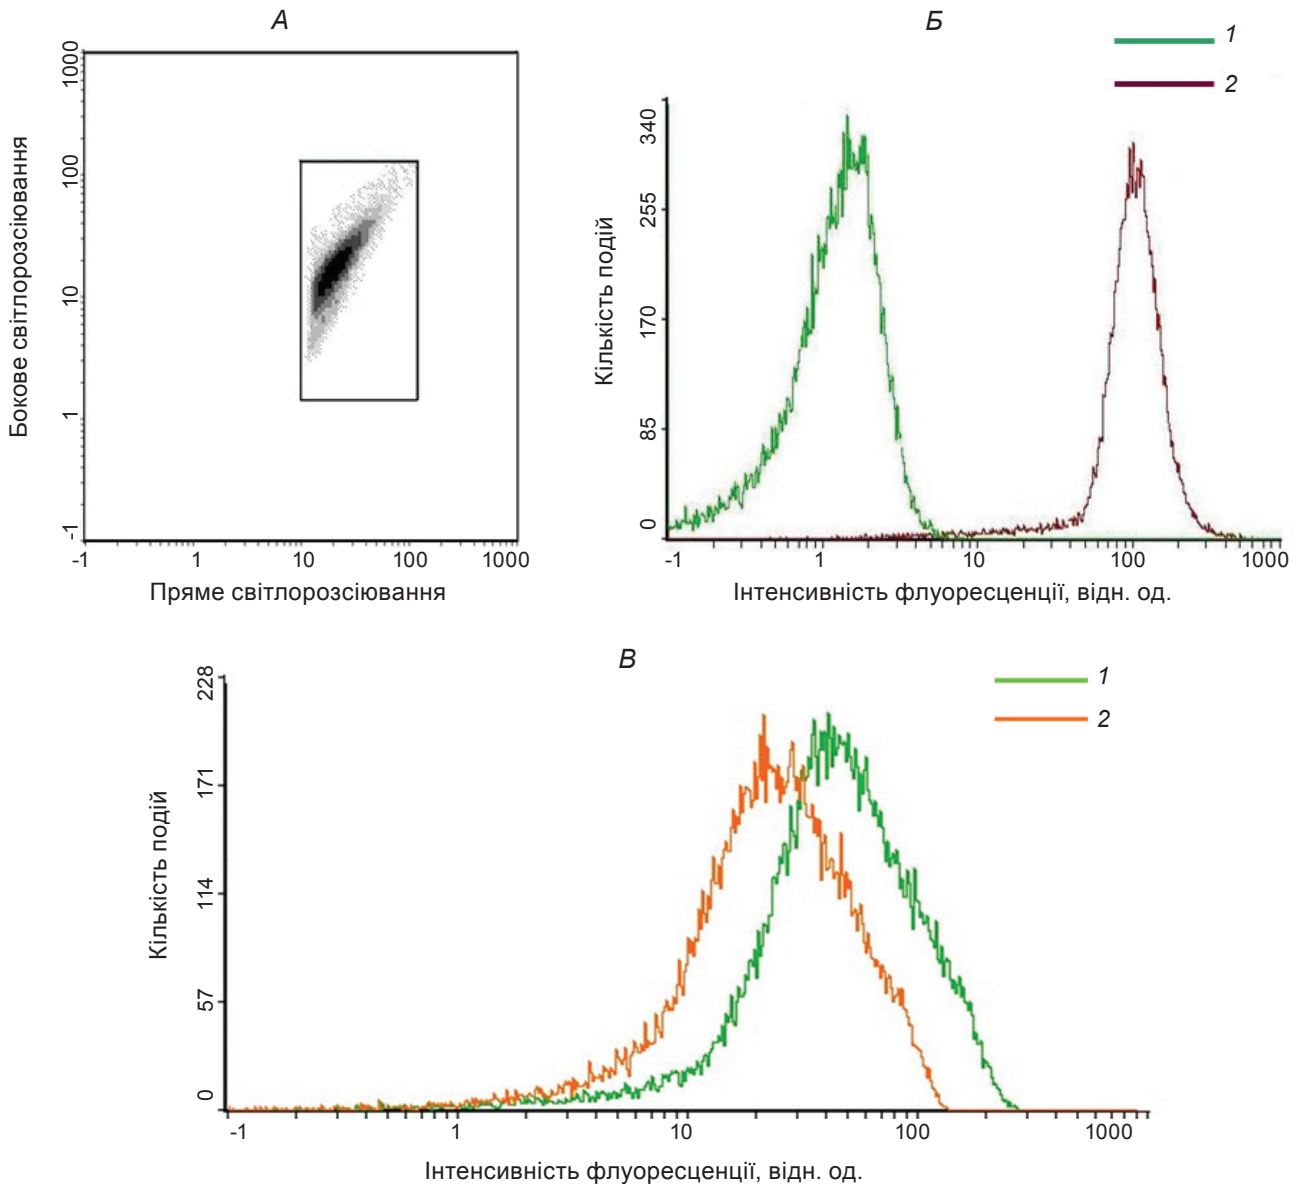 А
1000
100
10
1
-1
Бокове світлорозсіювання
-1 1 10 100 1000
Пряме світлорозсіювання
Б
1
2
340
255
170
85
0
Кількість подій
-1 1 10 100 1000
Інтенсивність флуоресценції, відн. од.
В
1
2
228
171
114
57
0
Кількість подій
-1 1 10 100 1000
Інтенсивність флуоресценції, відн. од.